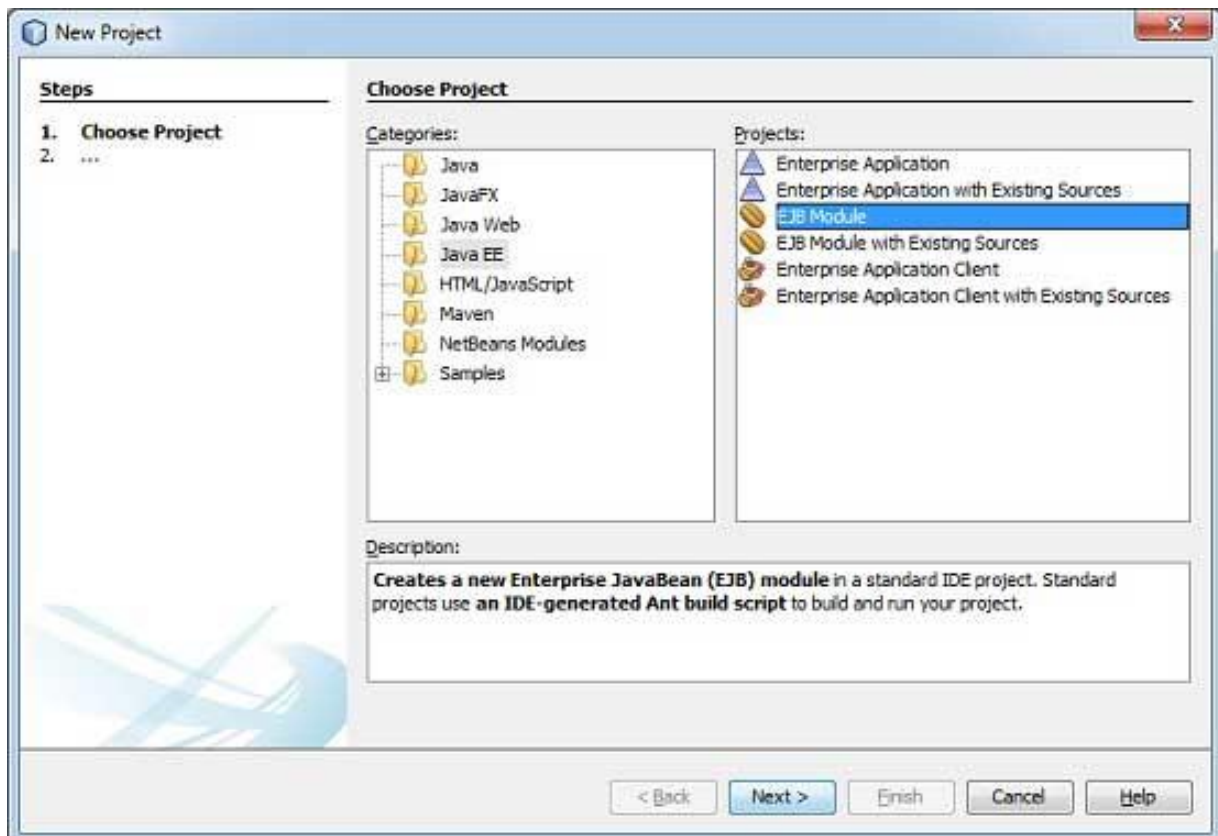 New Project
Steps
1. Choose Project
2. ...
Choose Project
Categories:
Java
JavaFX
Java Web
Java EE
HTML/JavaScript
Maven
NetBeans Modules
Samples
Projects:
Enterprise Application
Enterprise Application with Existing Sources
EJB Module
EJB Module with Existing Sources
Enterprise Application Client
Enterprise Application Client with Existing Sources
Description:
Creates a new Enterprise JavaBean (EJB) module in a standard IDE project. Standard
projects use an IDE-generated Ant build script to build and run your project.
< Back Next > Finish Cancel Help